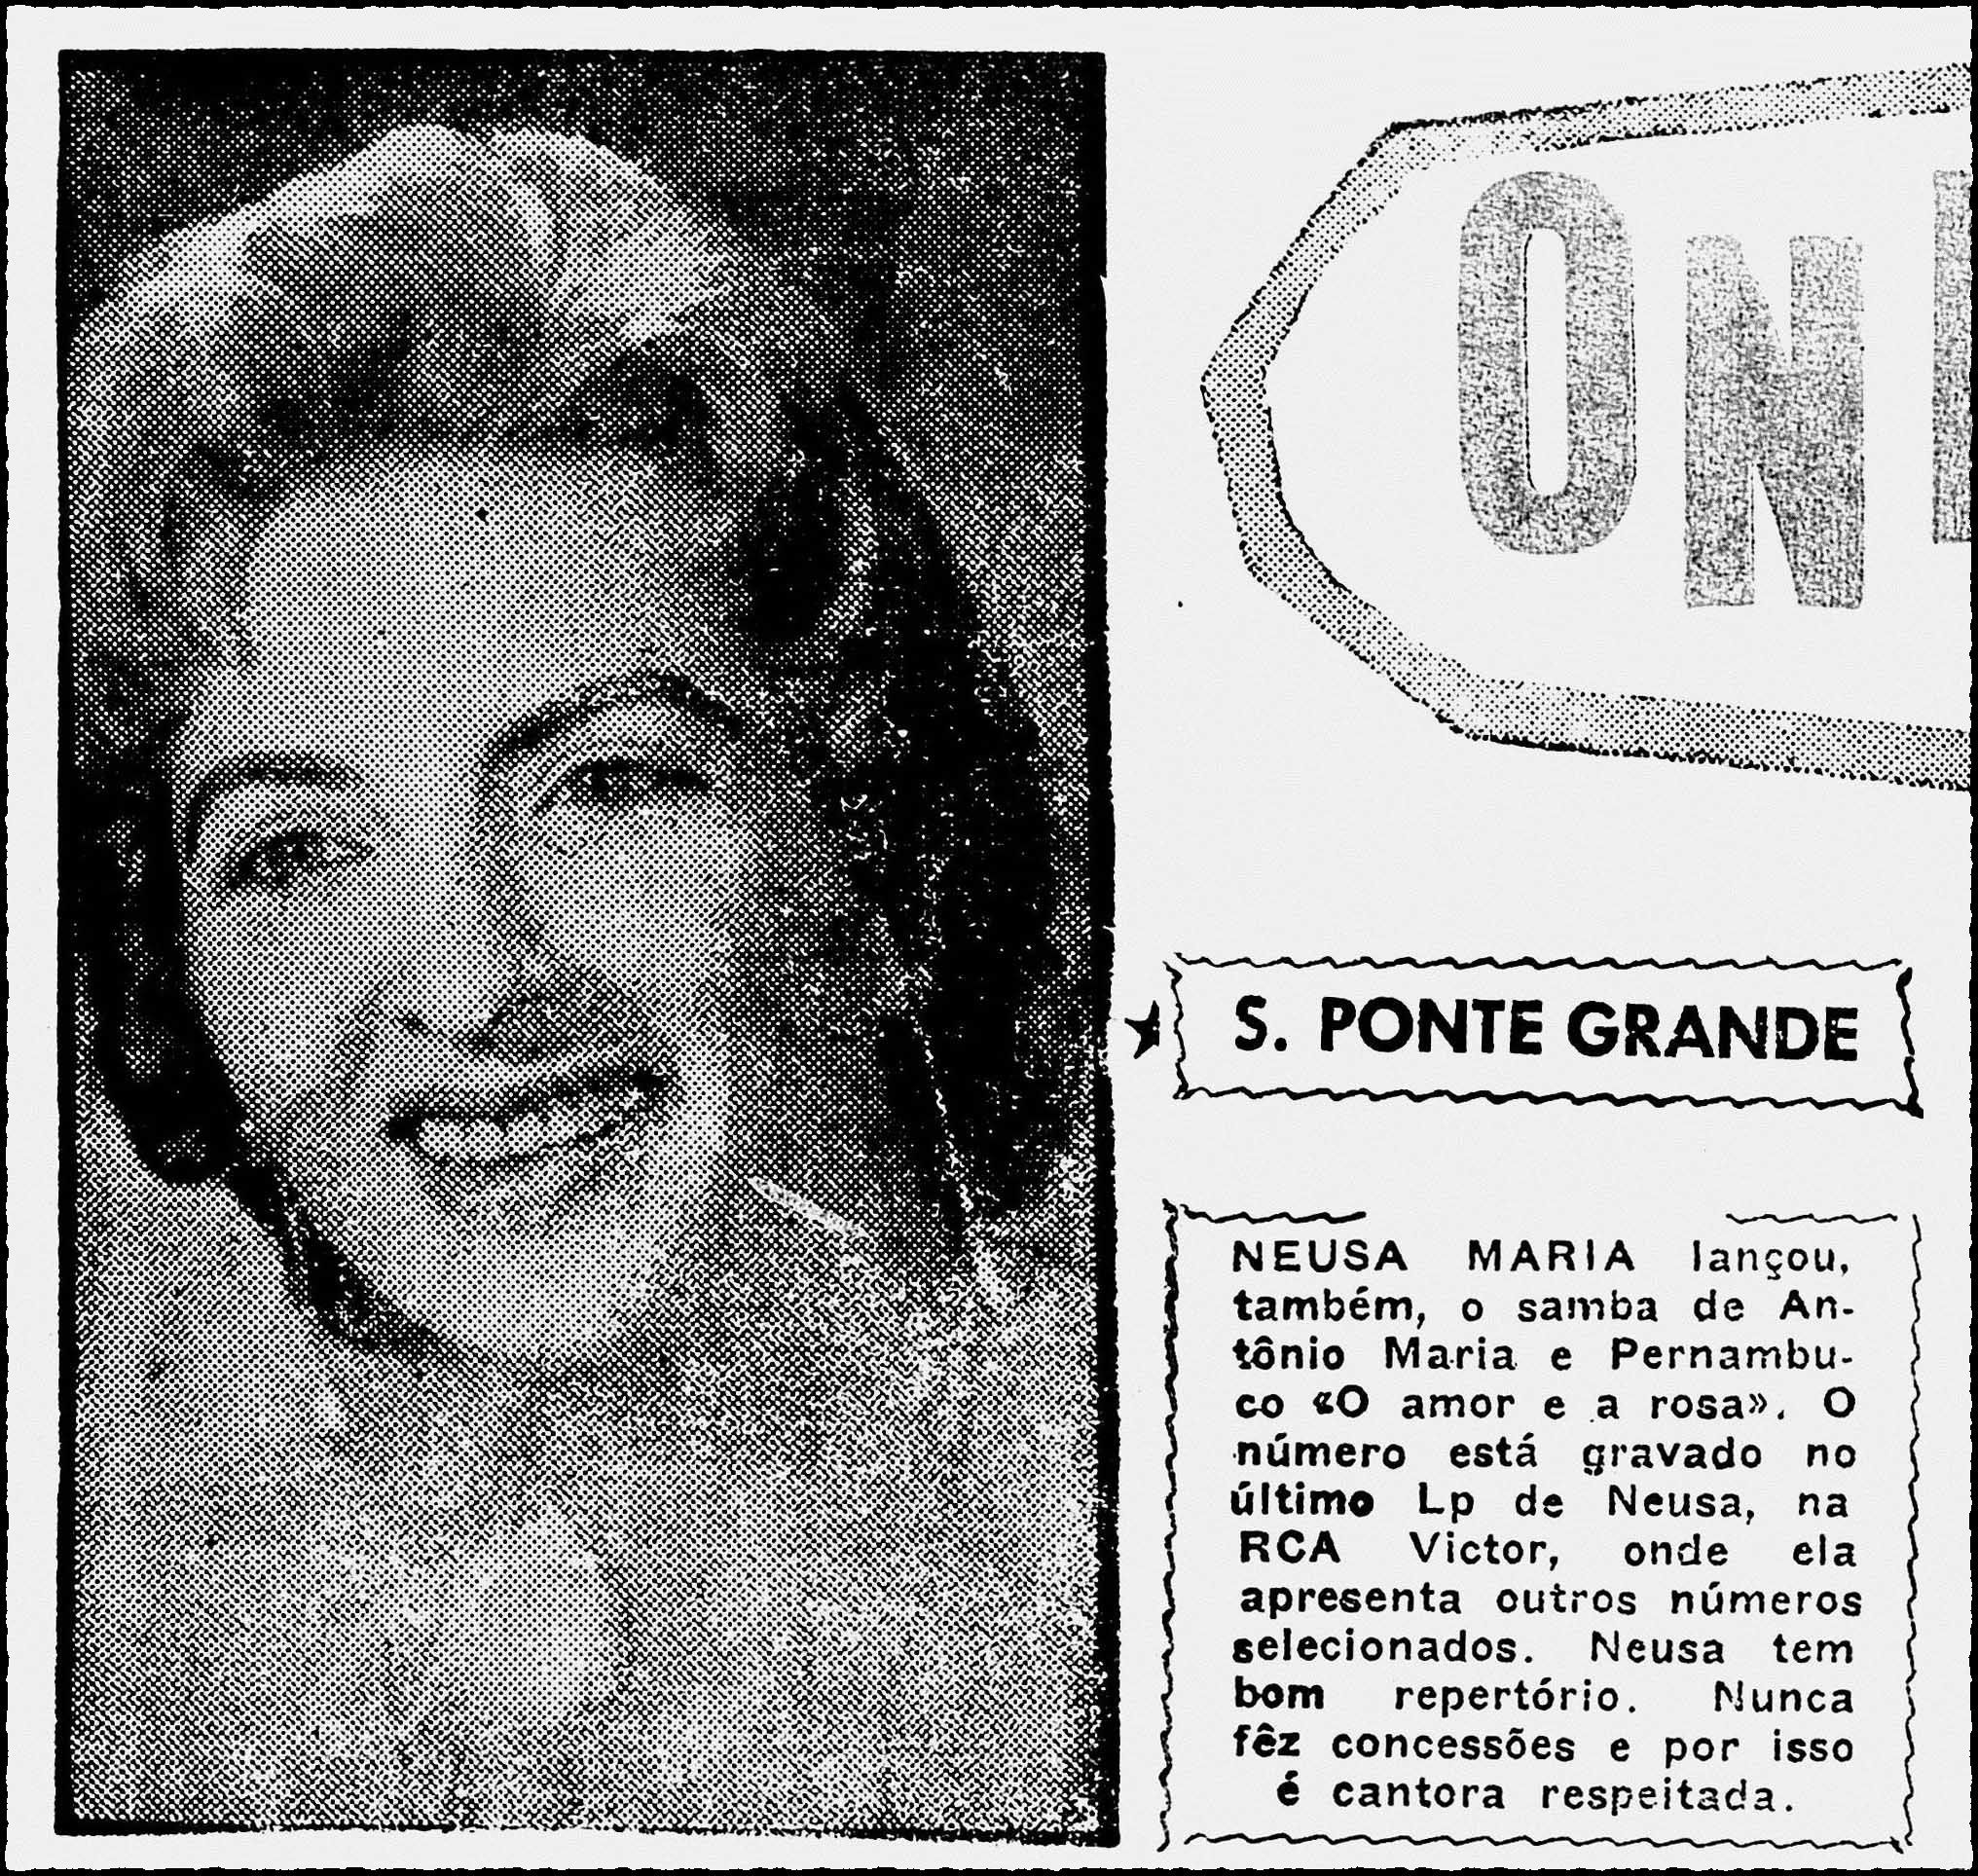 ON
S. PONTE GRANDE
NEUSA MARIA lançou,
também, o samba de An-
tônio Maria e Pernambu-
co «O amor e a rosa». O
número está gravado no
último Lp de Neusa, na
RCA Victor, onde ela
apresenta outros números
selecionados. Neusa tem
bom repertório. Nunca
fêz concessões e por isso
é cantora respeitada.